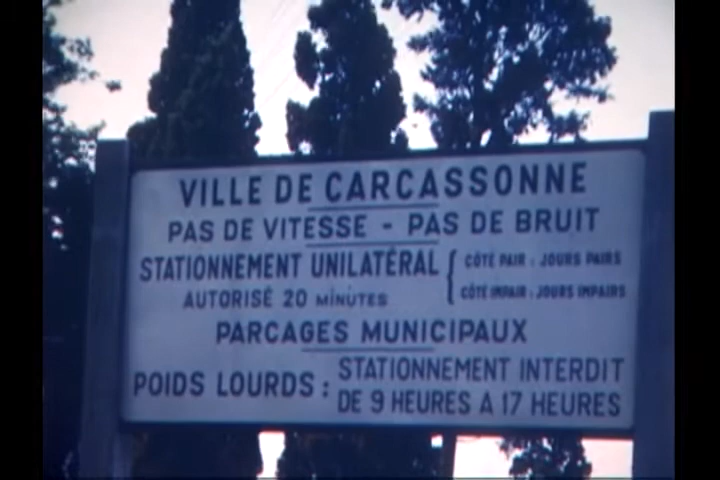 VILLE DE CARCASSONNE
PAS DE VITESSE - PAS DE BRUIT
STATIONNEMENT UNILATÉRAL { CÔTÉ PAIR : JOURS PAIRS
AUTORISÉ 20 MINUTES CÔTÉ IMPAIR : JOURS IMPAIRS
PARCAGES MUNICIPAUX
POIDS LOURDS : STATIONNEMENT INTERDIT
DE 9 HEURES A 17 HEURES